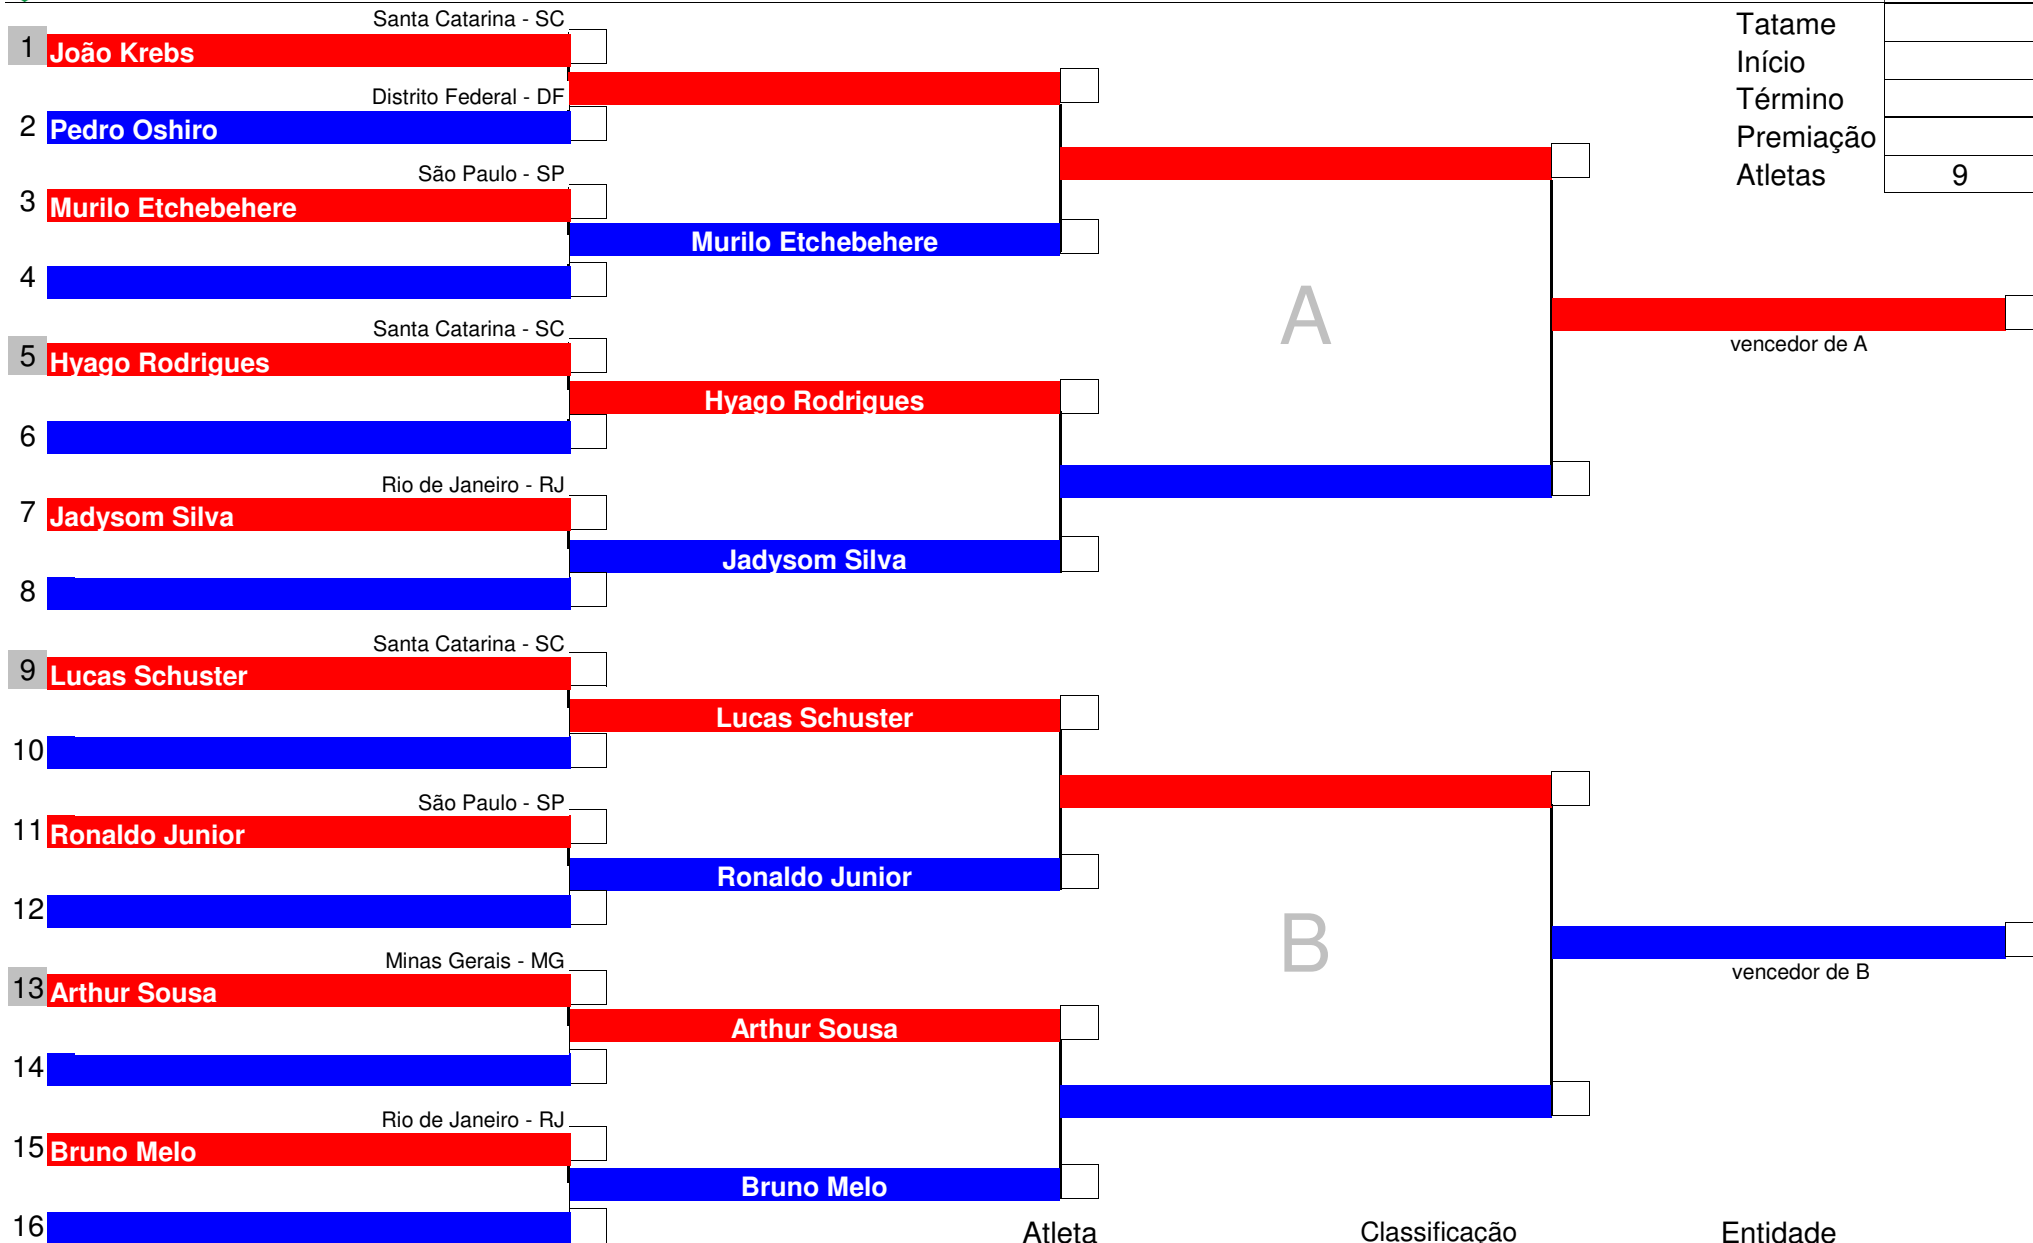 Santa Catarina - SC
1 João Krebs
Distrito Federal - DF
2 Pedro Oshiro
São Paulo - SP
3 Murilo Etchebehere
Murilo Etchebehere
4
Santa Catarina - SC
5 Hyago Rodrigues
Hyago Rodrigues
6
Rio de Janeiro - RJ
7 Jadysom Silva
Jadysom Silva
8
Santa Catarina - SC
9 Lucas Schuster
Lucas Schuster
10
São Paulo - SP
11 Ronaldo Junior
Ronaldo Junior
12
Minas Gerais - MG
13 Arthur Sousa
Arthur Sousa
14
Rio de Janeiro - RJ
15 Bruno Melo
Bruno Melo
16
A
vencedor de A
B
vencedor de B
Tatame
Início
Término
Premiação
Atletas 9
Atleta Classificação Entidade